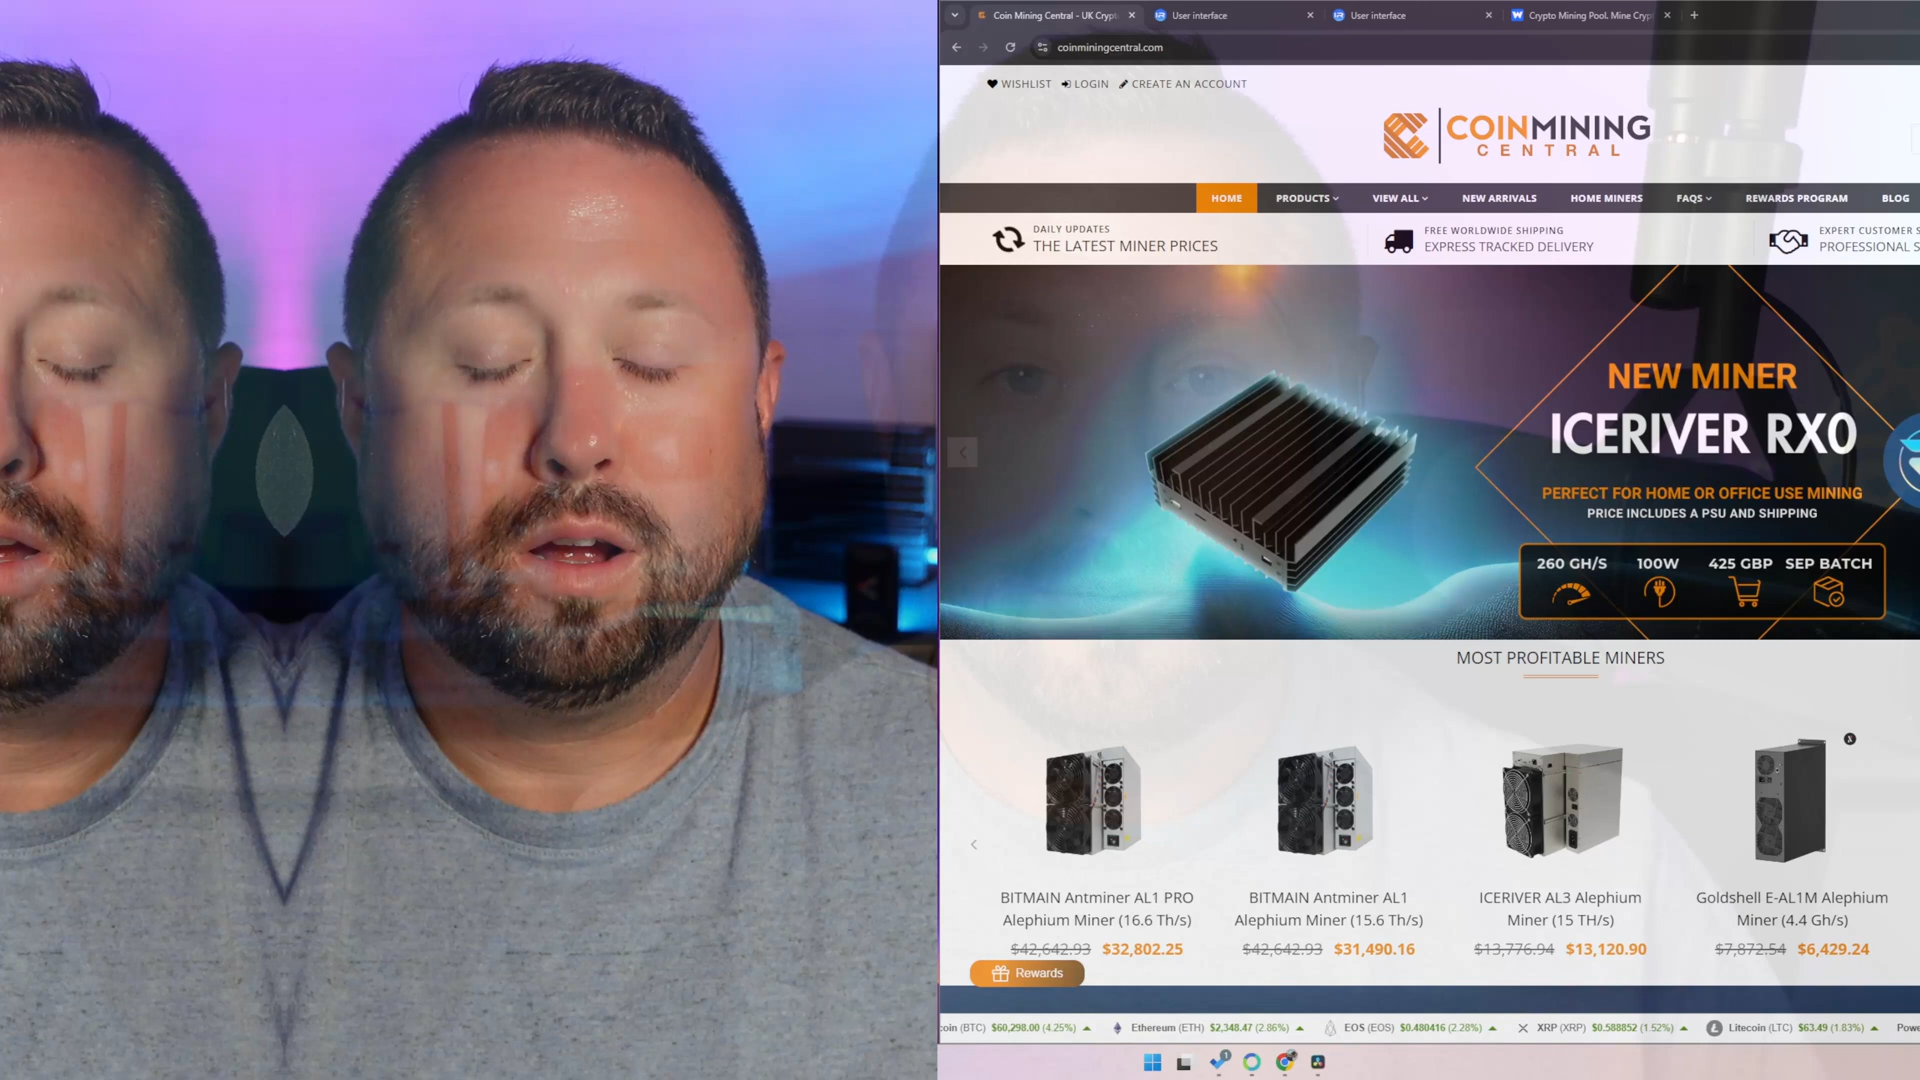 Coin Mining Central - UK Crypt
User interface
User interface
Crypto Mining Pool. Mine Cryp
coinminingcentral.com
WISHLIST LOGIN CREATE AN ACCOUNT
COINMINING
CENTRAL
HOME PRODUCTS VIEW ALL NEW ARRIVALS HOME MINERS FAQS REWARDS PROGRAM BLOG
DAILY UPDATES
THE LATEST MINER PRICES
FREE WORLDWIDE SHIPPING
EXPRESS TRACKED DELIVERY
EXPERT CUSTOMER S
PROFESSIONAL S
NEW MINER
ICERIVER RX0
PERFECT FOR HOME OR OFFICE USE MINING
PRICE INCLUDES A PSU AND SHIPPING
260 GH/S 100W 425 GBP SEP BATCH
MOST PROFITABLE MINERS
BITMAIN Antminer AL1 PRO
Alephium Miner (16.6 Th/s)
$42,642.93 $32,802.25
BITMAIN Antminer AL1
Alephium Miner (15.6 Th/s)
$42,642.93 $31,490.16
ICERIVER AL3 Alephium
Miner (15 TH/s)
$13,776.94 $13,120.90
Goldshell E-AL1M Alephium
Miner (4.4 Gh/s)
$7,872.54 $6,429.24
Rewards
coin (BTC) $60,298.00 (4.25%) Ethereum (ETH) $2,348.47 (2.86%) EOS (EOS) $0.480416 (2.28%) XRP (XRP) $0.588852 (1.52%) Litecoin (LTC) $63.49 (1.83%) Powe